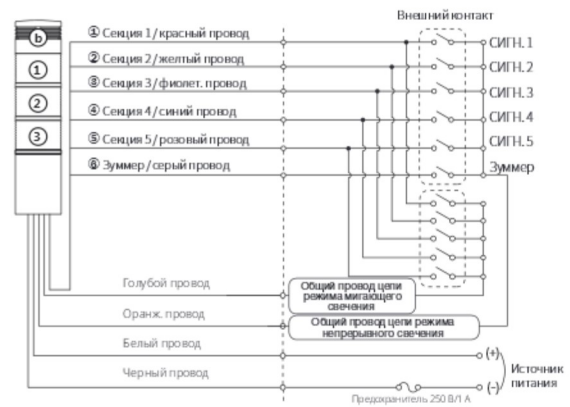 Внешний контакт
b
① Секция 1/красный провод
СИГН. 1
1
② Секция 2/желтый провод
СИГН. 2
2
③ Секция 3/фиолет. провод
СИГН. 3
3
④ Секция 4/синий провод
СИГН. 4
⑤ Секция 5/розовый провод
СИГН. 5
⑥ Зуммер/серый провод
Зуммер
Голубой провод
Общий провод цепи
режима мигающего
свечения
Оранж. провод
Общий провод цепи режима
непрерывного свечения
Белый провод
(+)
Источник
питания
Черный провод
(-)
Предохранитель 250 В/1 А